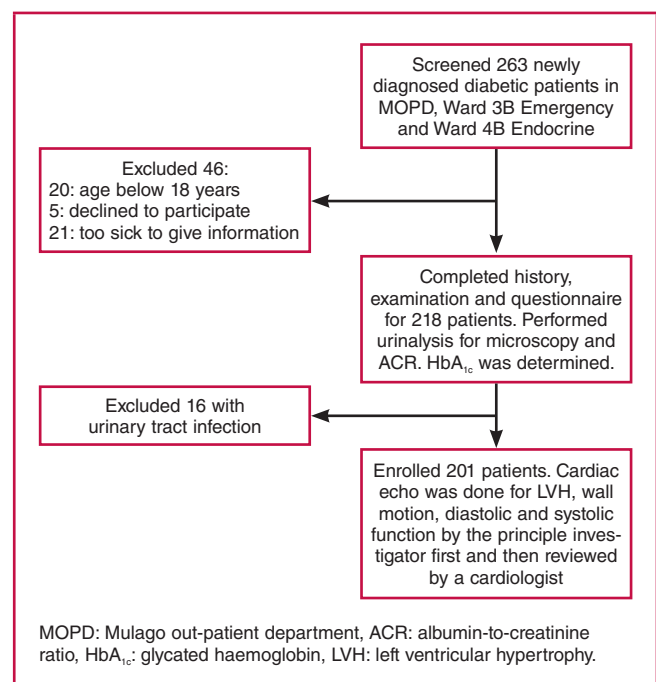 Screened 263 newly
diagnosed diabetic patients in
MOPD, Ward 3B Emergency
and Ward 4B Endocrine
Excluded 46:
20: age below 18 years
5: declined to participate
21: too sick to give information
Completed history,
examination and questionnaire
for 218 patients. Performed
urinalysis for microscopy and
ACR. HbA1c was determined.
Excluded 16 with
urinary tract infection
Enrolled 201 patients. Cardiac
echo was done for LVH, wall
motion, diastolic and systolic
function by the principle inves-
tigator first and then reviewed
by a cardiologist
MOPD: Mulago out-patient department, ACR: albumin-to-creatinine
ratio, HbA1c: glycated haemoglobin, LVH: left ventricular hypertrophy.